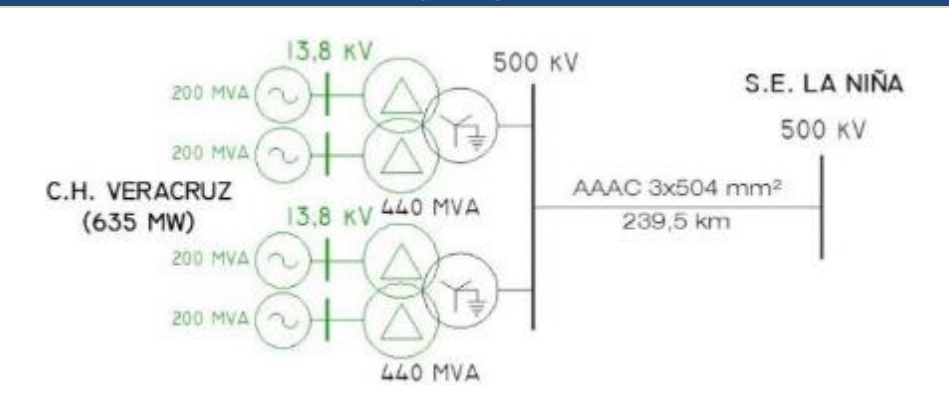 13,8 KV
500 KV
S.E. LA NIÑA
200 MVA
500 KV
200 MVA
C.H. VERACRUZ
(635 MW)
AAAC 3x504 mm²
440 MVA
13,8 KV
239,5 km
200 MVA
200 MVA
440 MVA